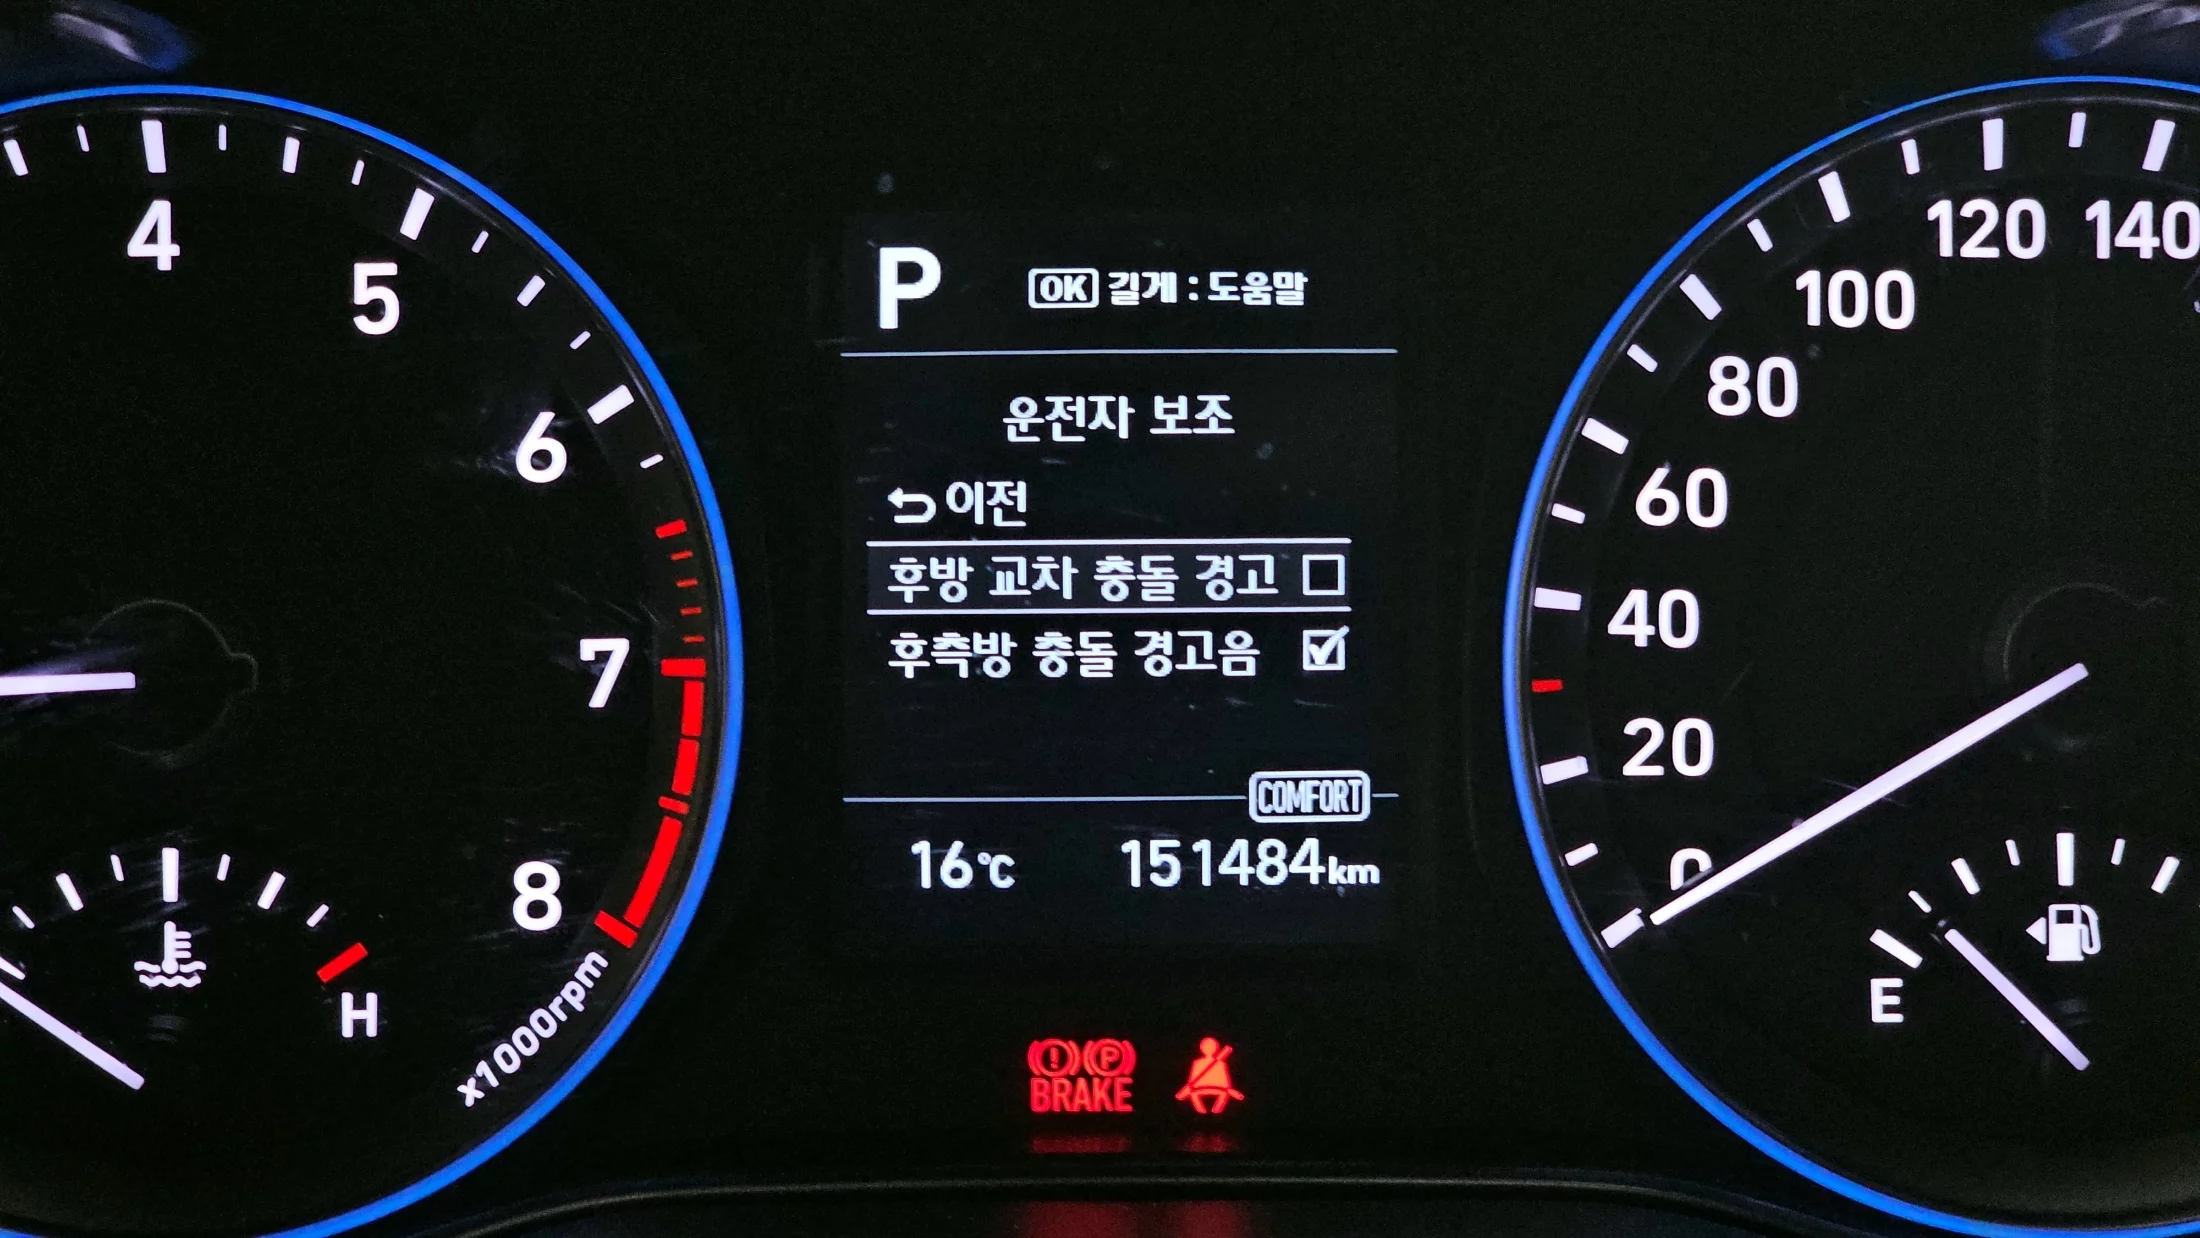 4
5
6
7
8
x1000rpm
H
P
OK 길게 : 도움말
운전자 보조
이전
후방 교차 충돌 경고
후측방 충돌 경고음
COMFORT
16℃ 151484km
BRAKE
140
120
100
80
60
40
20
0
E